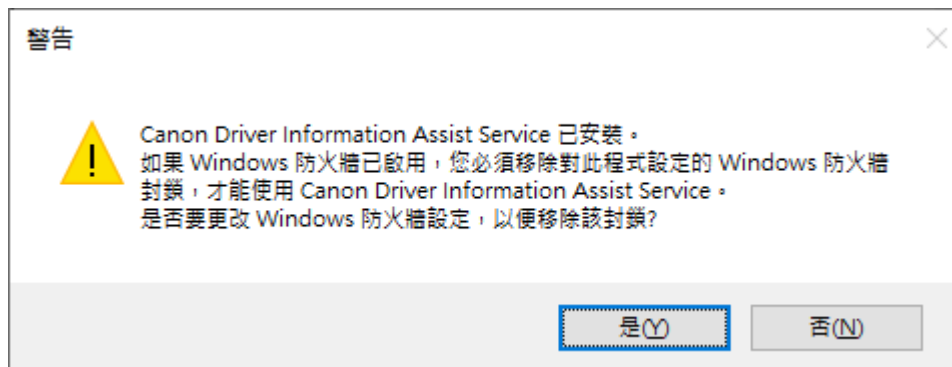 警告
Canon Driver Information Assist Service 已安裝。
如果 Windows 防火牆已啟用，您必須移除對此程式設定的 Windows 防火牆
封鎖，才能使用 Canon Driver Information Assist Service。
是否要更改 Windows 防火牆設定，以便移除該封鎖?
是(Y)
否(N)